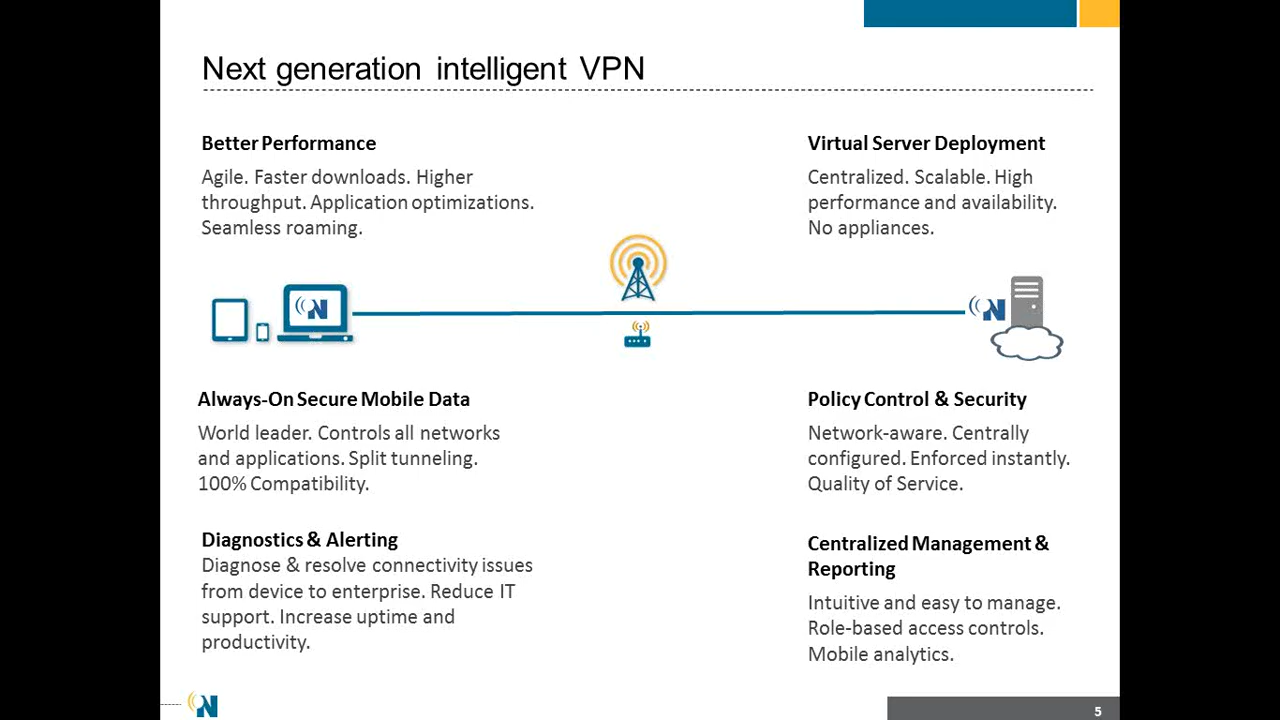 Next generation intelligent VPN
Better Performance
Agile. Faster downloads. Higher
throughput. Application optimizations.
Seamless roaming.
Virtual Server Deployment
Centralized. Scalable. High
performance and availability.
No appliances.
N
N
Always-On Secure Mobile Data
World leader. Controls all networks
and applications. Split tunneling.
100% Compatibility.
Policy Control & Security
Network-aware. Centrally
configured. Enforced instantly.
Quality of Service.
Diagnostics & Alerting
Diagnose & resolve connectivity issues
from device to enterprise. Reduce IT
support. Increase uptime and
productivity.
Centralized Management &
Reporting
Intuitive and easy to manage.
Role-based access controls.
Mobile analytics.
N
5